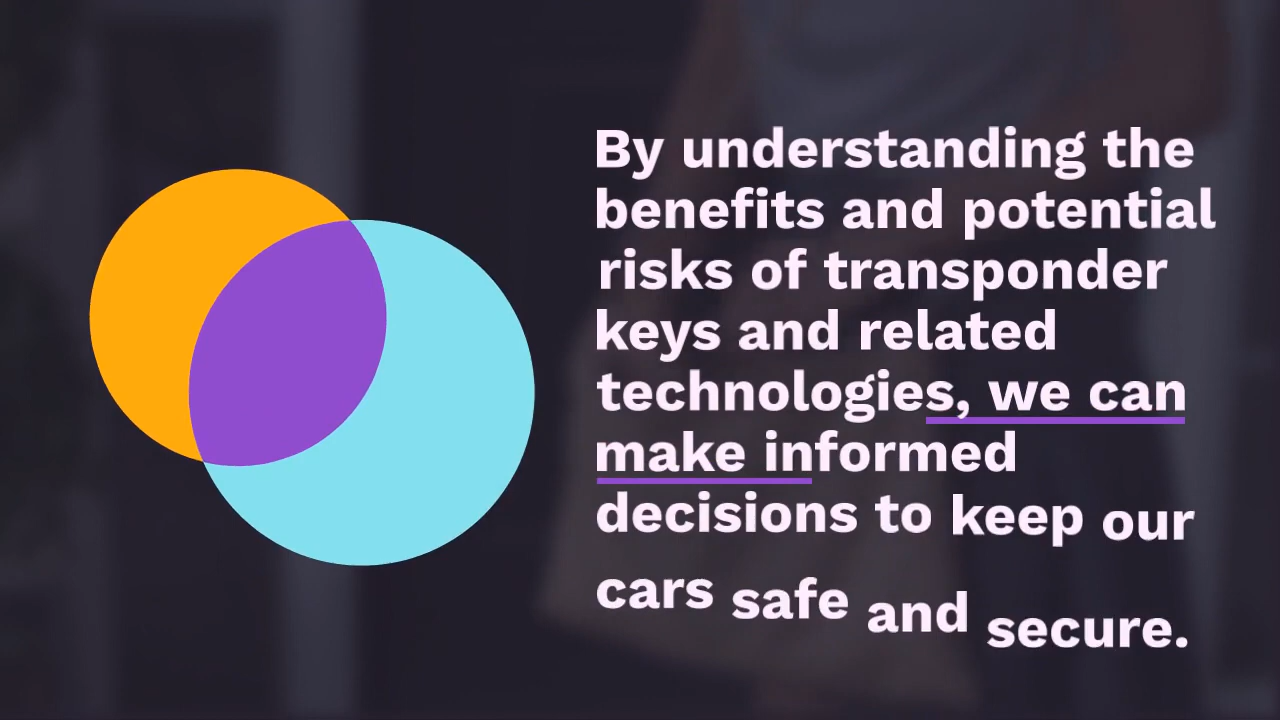 By understanding the
benefits and potential
risks of transponder
keys and related
technologies, we can
make informed
decisions to keep our
cars safe and secure.